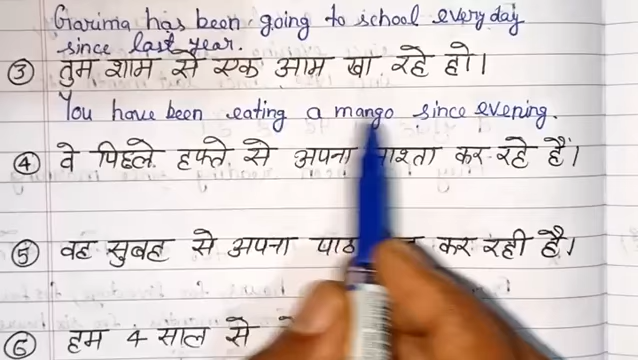 Garima has been going to school everyday
since last year.
③ तुम शाम से एक आम खा रहे हो।
You have been eating a mango since evening.
④ वे पिछले हफ्ते से अपना कर रहे हैं।
⑤ वह सुबह से अपना पाठ कर रही है।
⑥ हम 4 साल से